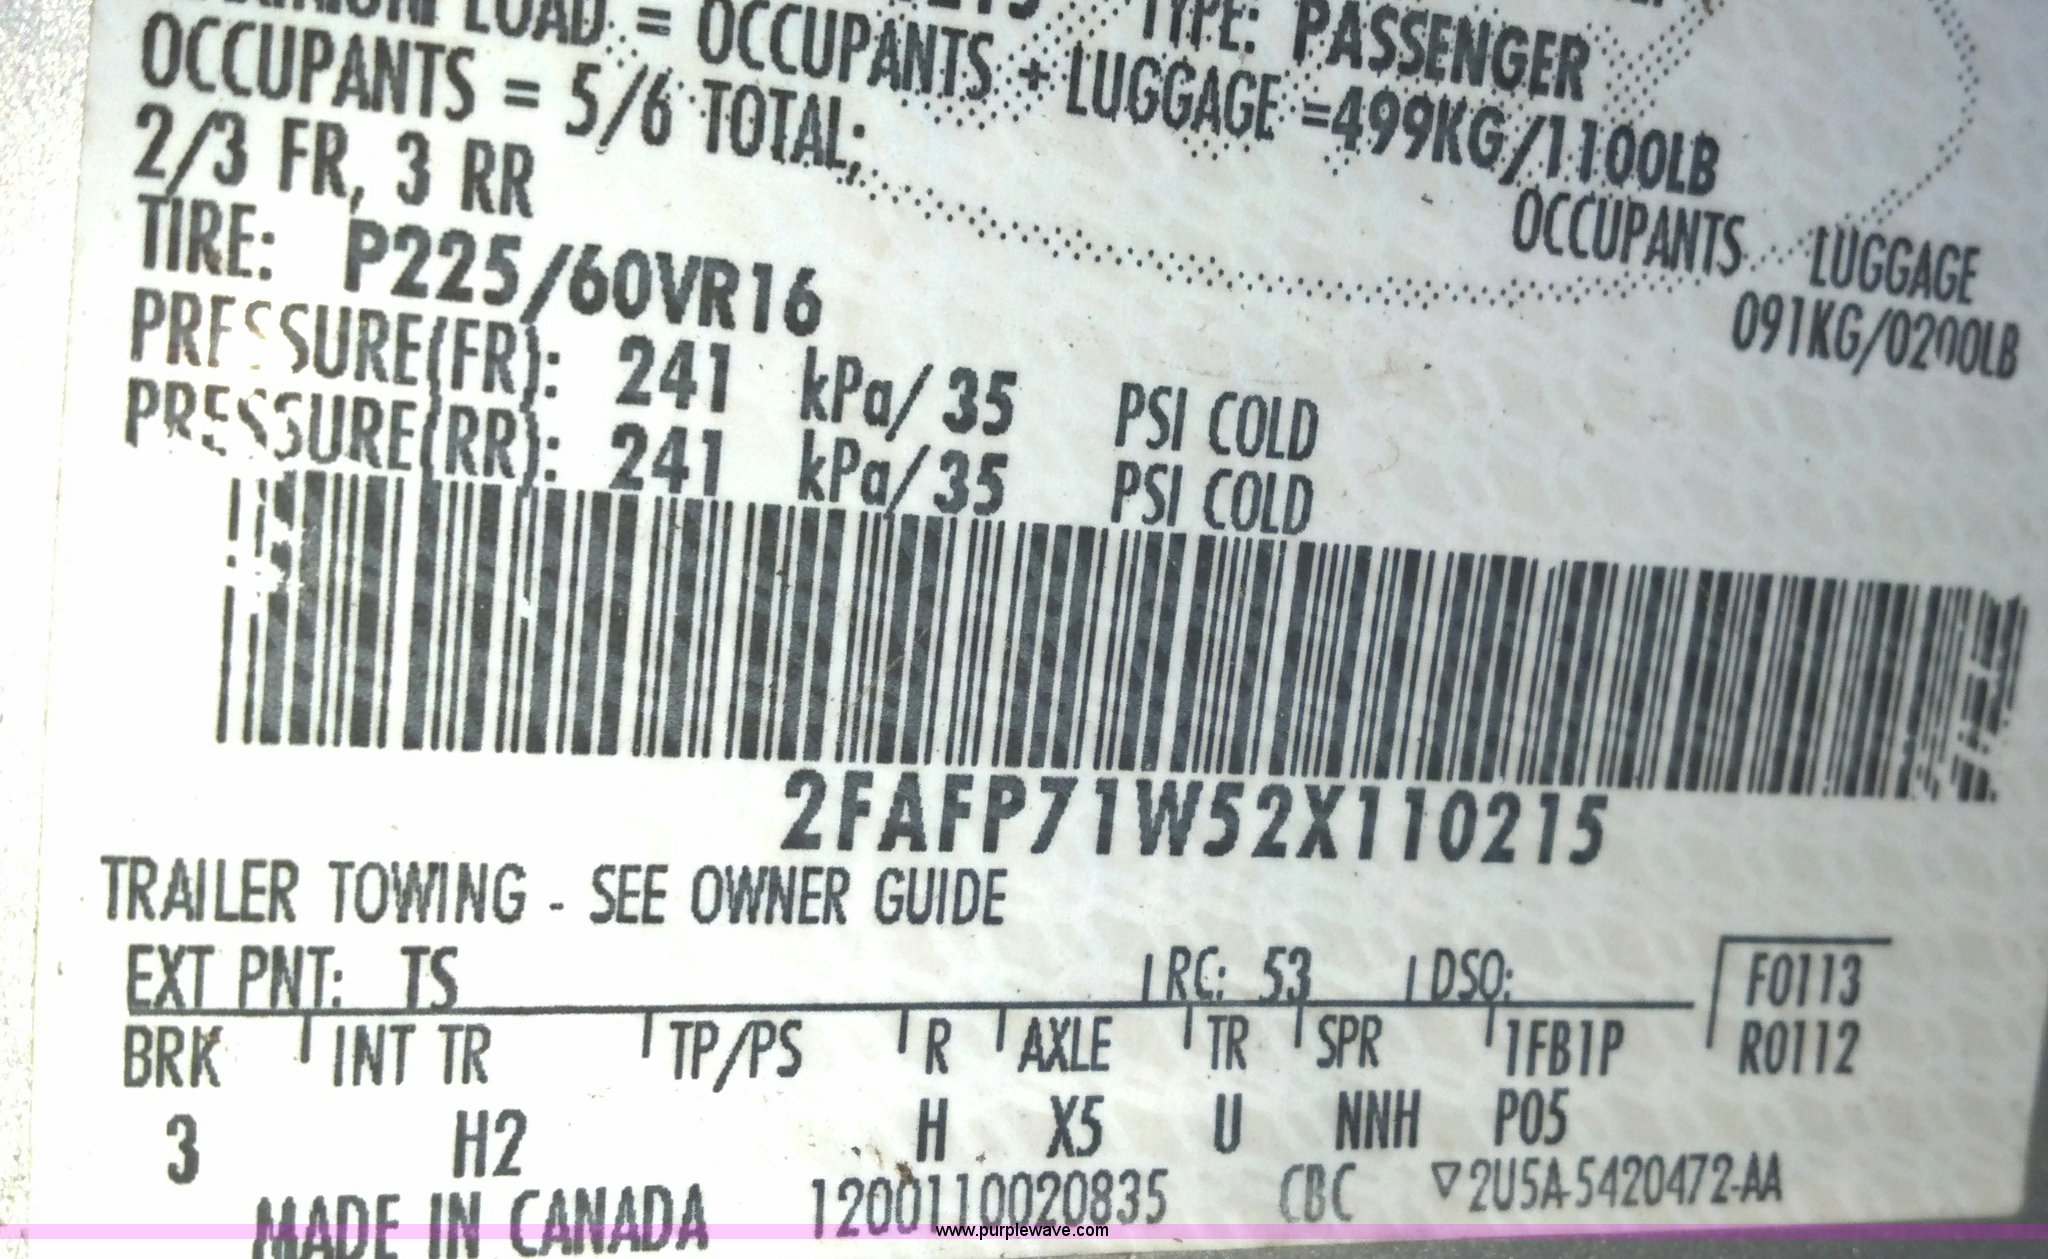 LOAD = OCCUPANTS + LUGGAGE =499KG/1100LB
TYPE: PASSENGER
OCCUPANTS = 5/6 TOTAL;
2/3 FR, 3 RR
OCCUPANTS LUGGAGE
091KG/0200LB
TIRE: P225/60VR16
PRESSURE(FR): 241 kPa/ 35 PSI COLD
PRESSURE(RR): 241 kPa/ 35 PSI COLD
2FAFP71W52X110215
TRAILER TOWING - SEE OWNER GUIDE
EXT PNT: TS RC: 53 DSO: F0113
BRK INT TR TP/PS R AXLE TR SPR 1FB1P R0112
3 H2 H X5 U NNH P05
MADE IN CANADA 1200110020835 CBC ▽2U5A-5420472-AA
www.purplewave.com